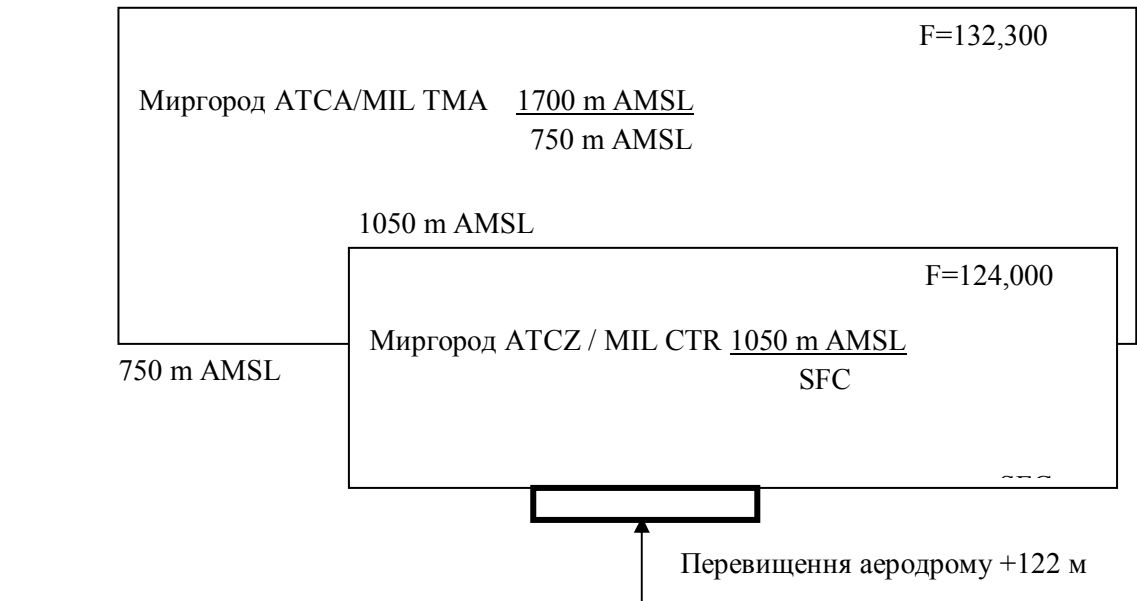 F=132,300
Миргород ATCA/MIL TMA 1700 m AMSL
750 m AMSL
1050 m AMSL
F=124,000
Миргород ATCZ / MIL CTR 1050 m AMSL
750 m AMSL
SFC
Перевищення аеродрому +122 м